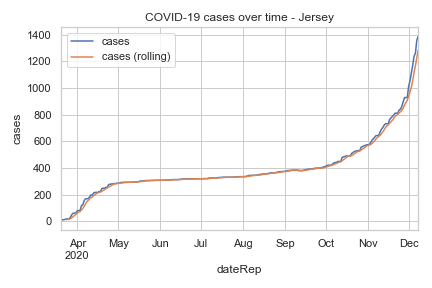 COVID-19 cases over time - Jersey
cases
cases (rolling)
1400
1200
1000
800
600
400
200
0
cases
Apr May Jun Jul Aug Sep Oct Nov Dec
2020
dateRep